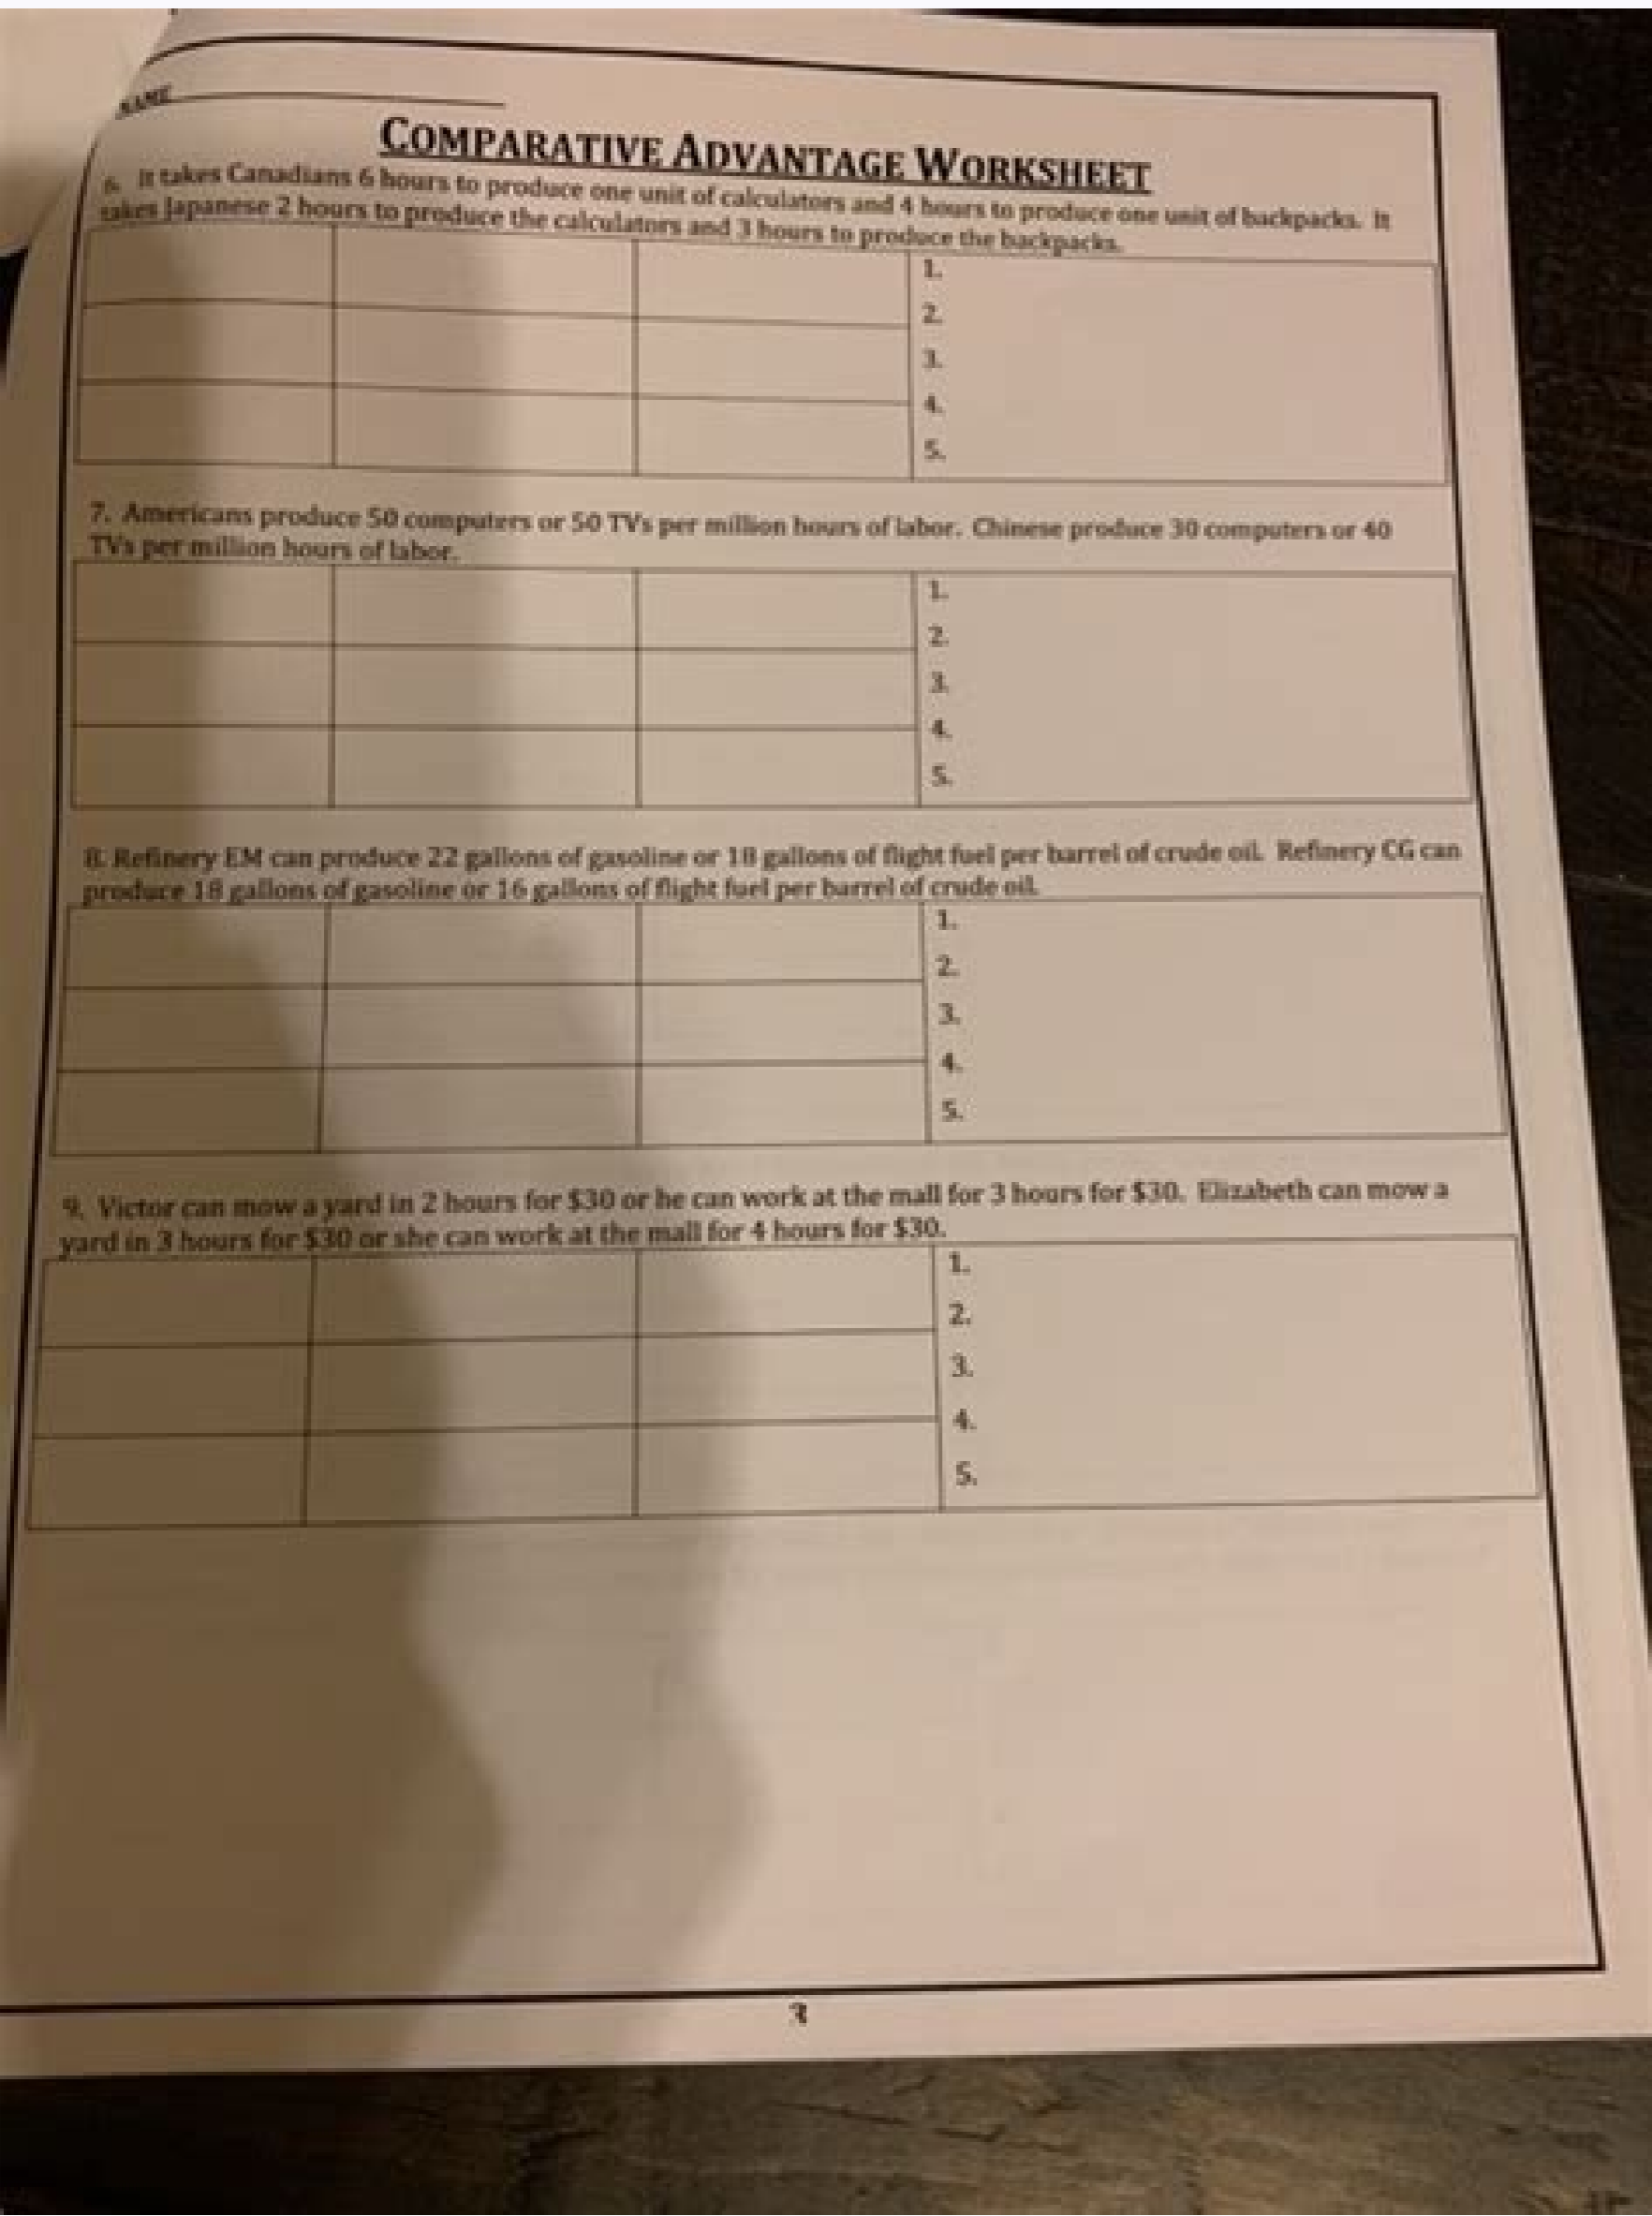 NAME
COMPARATIVE ADVANTAGE WORKSHEET
6. It takes Canadians 6 hours to produce one unit of calculators and 4 hours to produce one unit of backpacks. It
takes Japanese 2 hours to produce the calculators and 3 hours to produce the backpacks.
1.
2.
3.
4.
5.
7. Americans produce 50 computers or 50 TVs per million hours of labor. Chinese produce 30 computers or 40
TVs per million hours of labor.
1.
2.
3.
4.
5.
8. Refinery EM can produce 22 gallons of gasoline or 18 gallons of flight fuel per barrel of crude oil. Refinery CG can
produce 18 gallons of gasoline or 16 gallons of flight fuel per barrel of crude oil.
1.
2.
3.
4.
5.
9. Victor can mow a yard in 2 hours for $30 or he can work at the mall for 3 hours for $30. Elizabeth can mow a
yard in 3 hours for $30 or she can work at the mall for 4 hours for $30.
1.
2.
3.
4.
5.
3